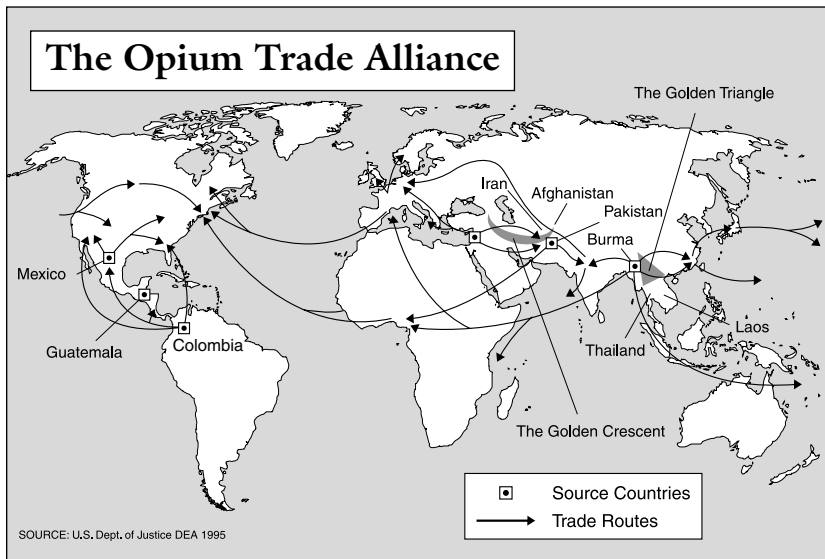 The Opium Trade Alliance
The Golden Triangle
Iran
Afghanistan
Pakistan
Burma
Mexico
Guatemala
Colombia
Laos
Thailand
The Golden Crescent
Source Countries
Trade Routes
SOURCE: U.S. Dept. of Justice DEA 1995